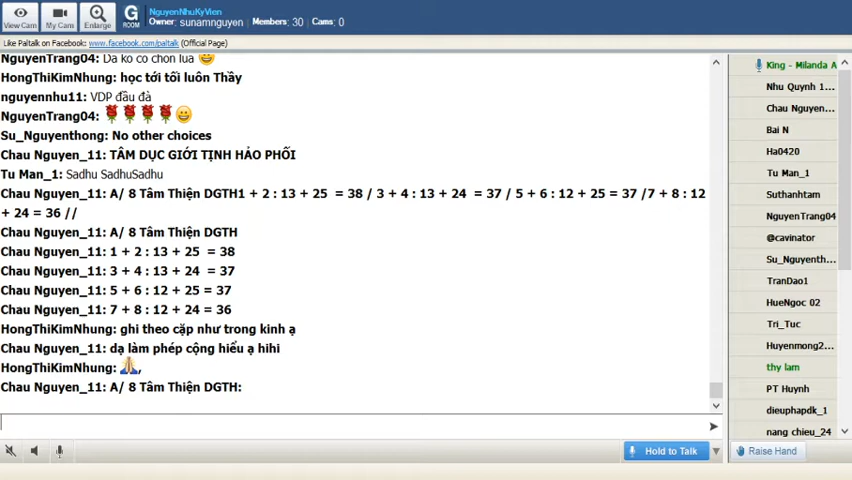 NguyenNhuKyVien
Owner: sunamnguyen Members: 30 Cams: 0
View Cam My Cam Enlarge G ROOM
Like Paltalk on Facebook: www.facebook.com/paltalk (Official Page)
NguyenTrang04: Dạ ko có chọn lựa
HongThiKimNhung: học tới tối luôn Thầy
nguyennhu11: VDP đầu đà
NguyenTrang04:
Su_Nguyenthong: No other choices
Chau Nguyen_11: TÂM DỤC GIỚI TỊNH HẢO PHỐI
Tu Man_1: Sadhu SadhuSadhu
Chau Nguyen_11: A/ 8 Tâm Thiện DGTH1 + 2 : 13 + 25 = 38 / 3 + 4 : 13 + 24 = 37 / 5 + 6 : 12 + 25 = 37 /7 + 8 : 12
+ 24 = 36 //
Chau Nguyen_11: A/ 8 Tâm Thiện DGTH
Chau Nguyen_11: 1 + 2 : 13 + 25 = 38
Chau Nguyen_11: 3 + 4 : 13 + 24 = 37
Chau Nguyen_11: 5 + 6 : 12 + 25 = 37
Chau Nguyen_11: 7 + 8 : 12 + 24 = 36
HongThiKimNhung: ghi theo cặp như trong kinh ạ
Chau Nguyen_11: dạ làm phép cộng hiểu ạ hihi
HongThiKimNhung: ,
Chau Nguyen_11: A/ 8 Tâm Thiện DGTH:
Hold to Talk
King - Milanda A
Nhu Quynh 1...
Chau Nguyen...
Bai N
Ha0420
Tu Man_1
Suthanhtam
NguyenTrang04
@cavinator
Su_Nguyenth...
TranDao1
HueNgoc 02
Tri_Tuc
Huyenmong2...
thy lam
PT Huynh
dieuphapdk_1
nang chieu_24
Raise Hand